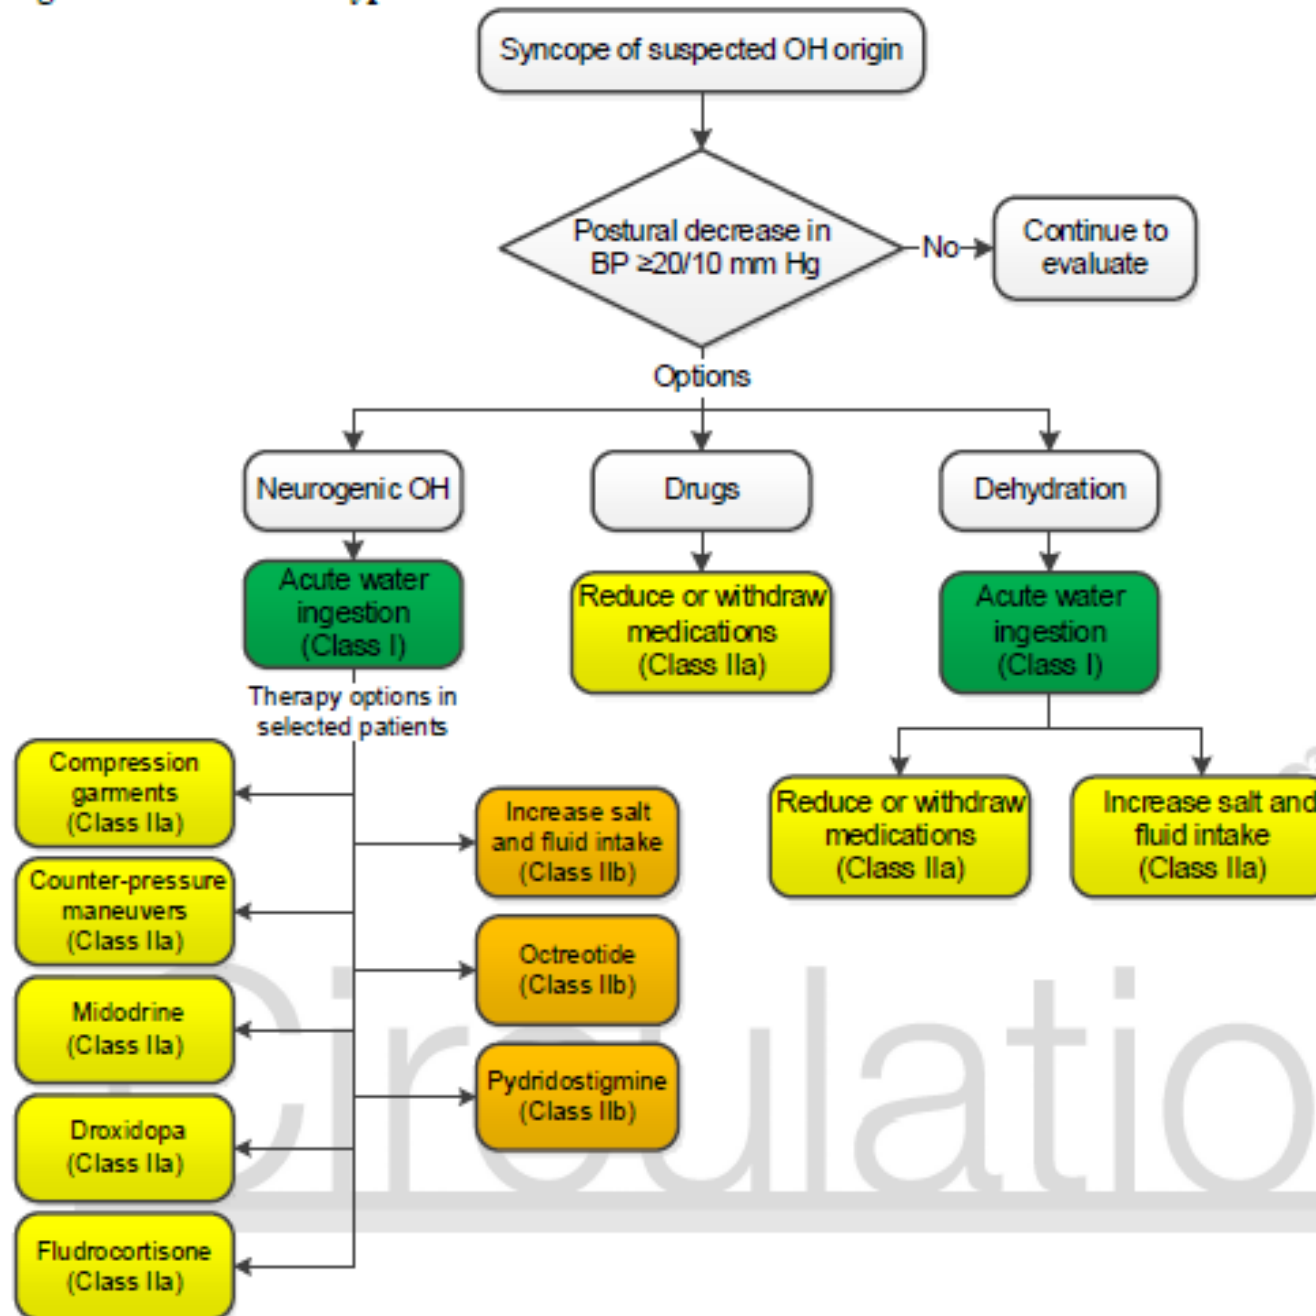 Syncope of suspected OH origin
Postural decrease in
BP ≥20/10 mm Hg
No
Continue to
evaluate
Options
Neurogenic OH
Drugs
Dehydration
Acute water
ingestion
(Class I)
Reduce or withdraw
medications
(Class IIa)
Acute water
ingestion
(Class I)
Therapy options in
selected patients
Compression
garments
(Class IIa)
Counter-pressure
maneuvers
(Class IIa)
Midodrine
(Class IIa)
Droxidopa
(Class IIa)
Fludrocortisone
(Class IIa)
Increase salt
and fluid intake
(Class IIb)
Octreotide
(Class IIb)
Pydridostigmine
(Class IIb)
Reduce or withdraw
medications
(Class IIa)
Increase salt and
fluid intake
(Class IIa)
Circulatio